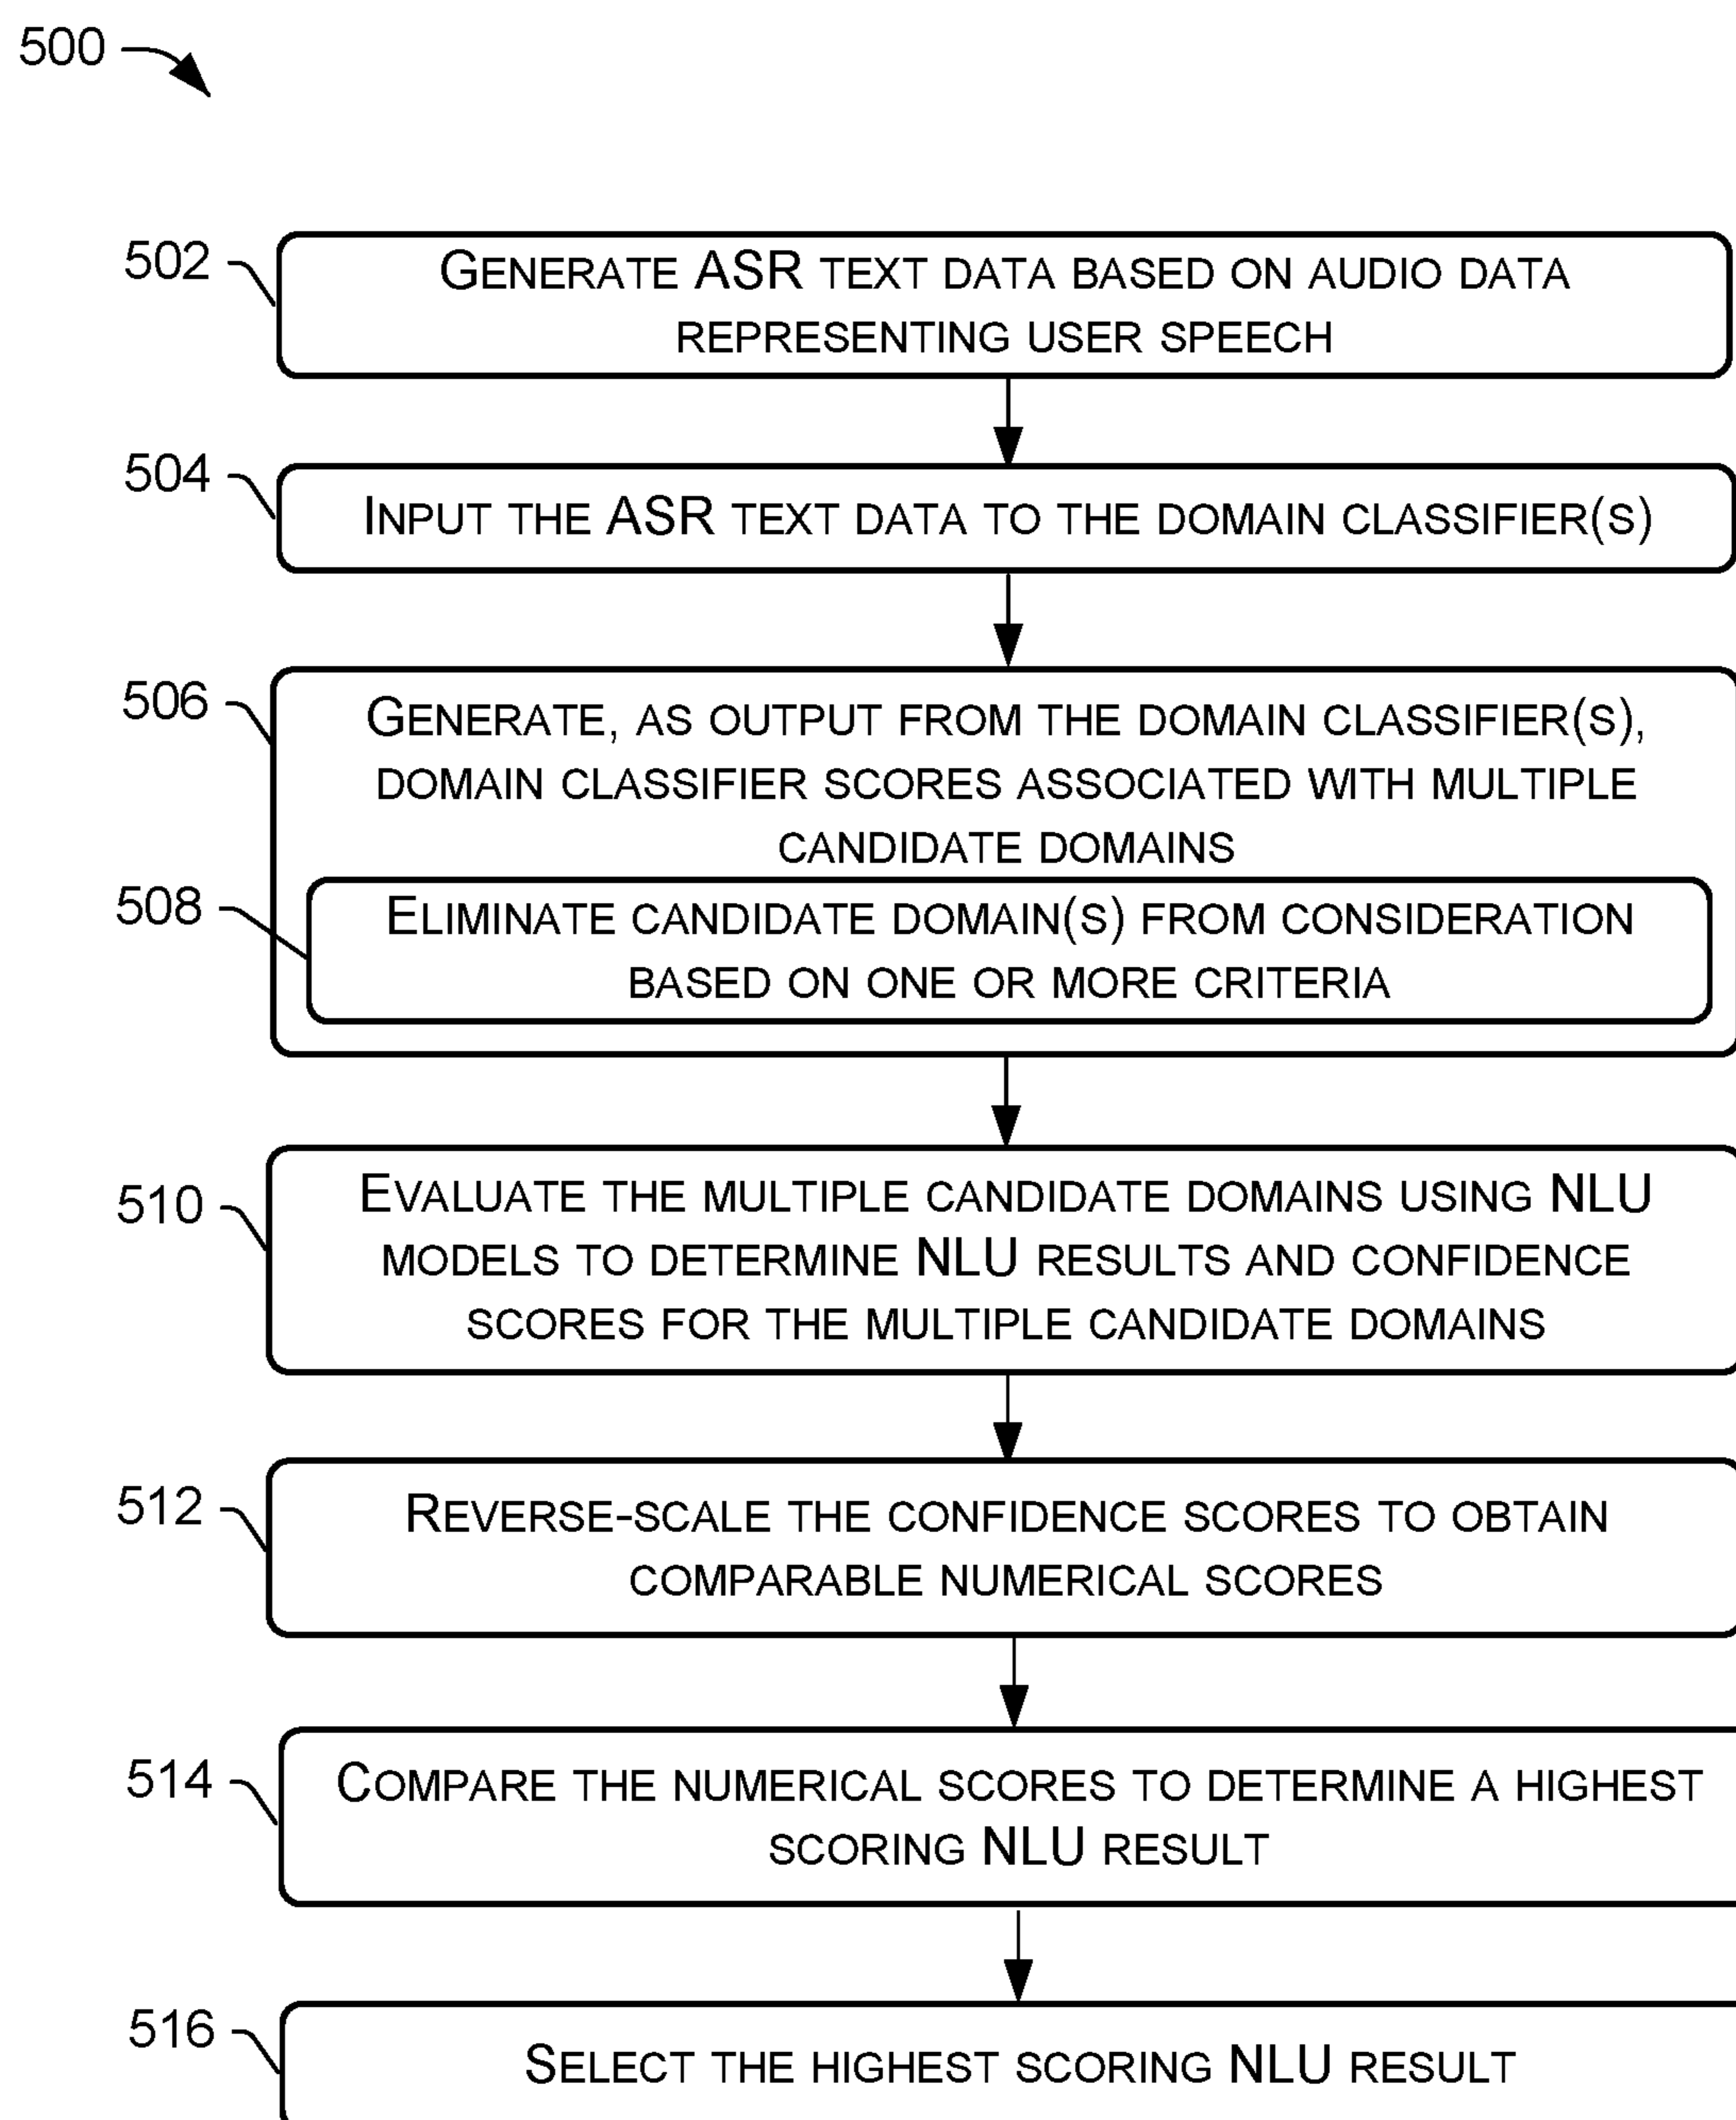 500
502
GENERATE ASR TEXT DATA BASED ON AUDIO DATA
REPRESENTING USER SPEECH
504
INPUT THE ASR TEXT DATA TO THE DOMAIN CLASSIFIER(S)
506
GENERATE, AS OUTPUT FROM THE DOMAIN CLASSIFIER(S),
DOMAIN CLASSIFIER SCORES ASSOCIATED WITH MULTIPLE
CANDIDATE DOMAINS
508
ELIMINATE CANDIDATE DOMAIN(S) FROM CONSIDERATION
BASED ON ONE OR MORE CRITERIA
510
EVALUATE THE MULTIPLE CANDIDATE DOMAINS USING NLU
MODELS TO DETERMINE NLU RESULTS AND CONFIDENCE
SCORES FOR THE MULTIPLE CANDIDATE DOMAINS
512
REVERSE-SCALE THE CONFIDENCE SCORES TO OBTAIN
COMPARABLE NUMERICAL SCORES
514
COMPARE THE NUMERICAL SCORES TO DETERMINE A HIGHEST
SCORING NLU RESULT
516
SELECT THE HIGHEST SCORING NLU RESULT